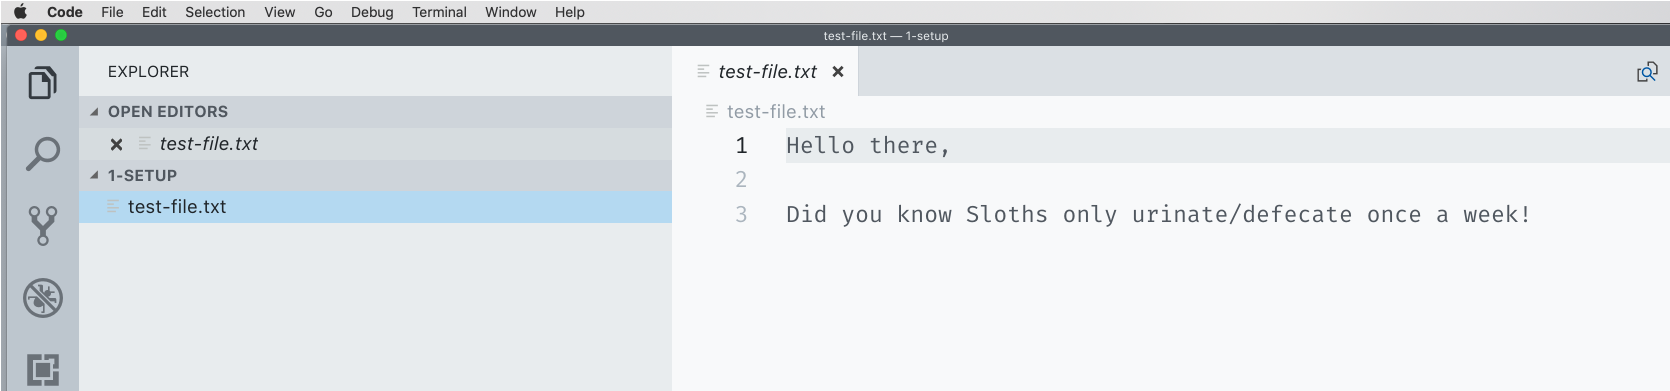 Code File Edit Selection View Go Debug Terminal Window Help
test-file.txt — 1-setup
EXPLORER
OPEN EDITORS
test-file.txt
1-SETUP
test-file.txt
test-file.txt
test-file.txt
1 Hello there,
2
3 Did you know Sloths only urinate/defecate once a week!